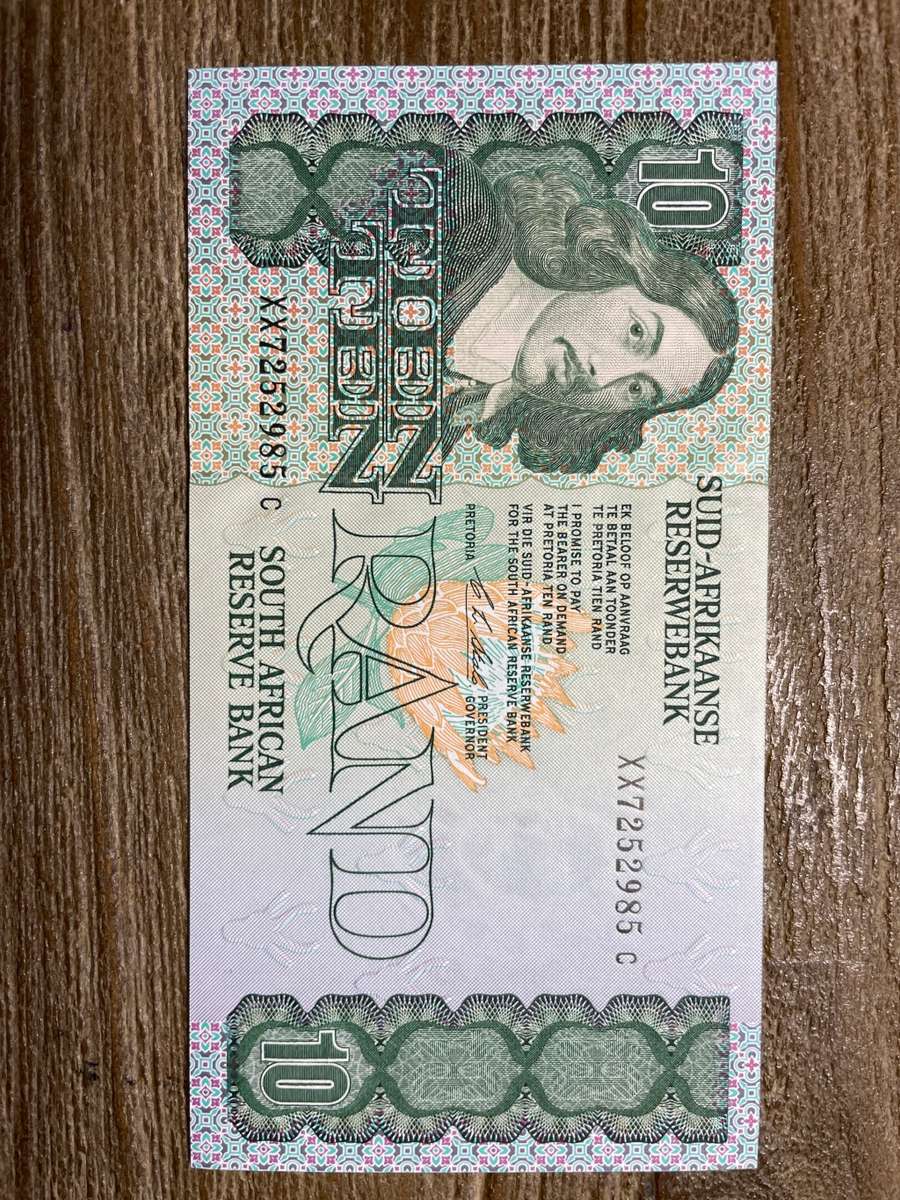 10
SUID-AFRIKAANSE
RESERWEBANK
XX7252985 C
EK BELOOF OP AANVRAAG
TE BETAAL AAN TOONDER
TE PRETORIA TIEN RAND
I PROMISE TO PAY
THE BEARER ON DEMAND
AT PRETORIA TEN RAND
VIR DIE SUID-AFRIKAANSE RESERWEBANK
FOR THE SOUTH AFRICAN RESERVE BANK
PRETORIA
PRESIDENT
GOVERNOR
TIEN
TEN
RAND
XX7252985 C
SOUTH AFRICAN
RESERVE BANK
10